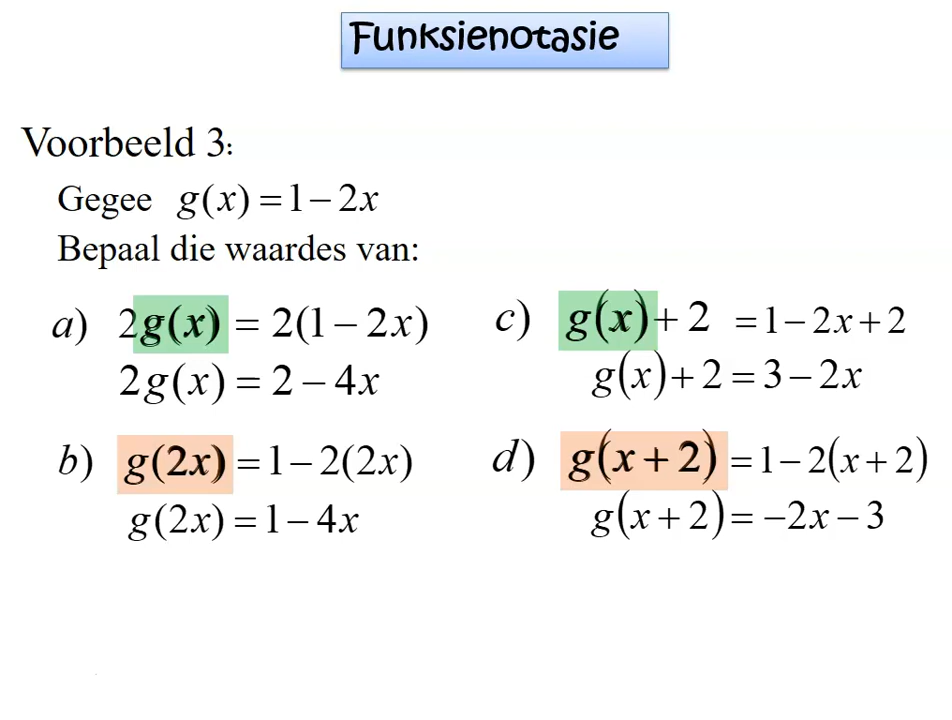 Funksienotasie
Voorbeeld 3:
Gegee g(x) = 1 − 2x
Bepaal die waardes van:
a) 2g(x) = 2(1 − 2x)
2g(x) = 2 − 4x
b) g(2x) = 1 − 2(2x)
g(2x) = 1 − 4x
c) g(x) + 2 = 1 − 2x + 2
g(x) + 2 = 3 − 2x
d) g(x + 2) = 1 − 2(x + 2)
g(x + 2) = −2x − 3